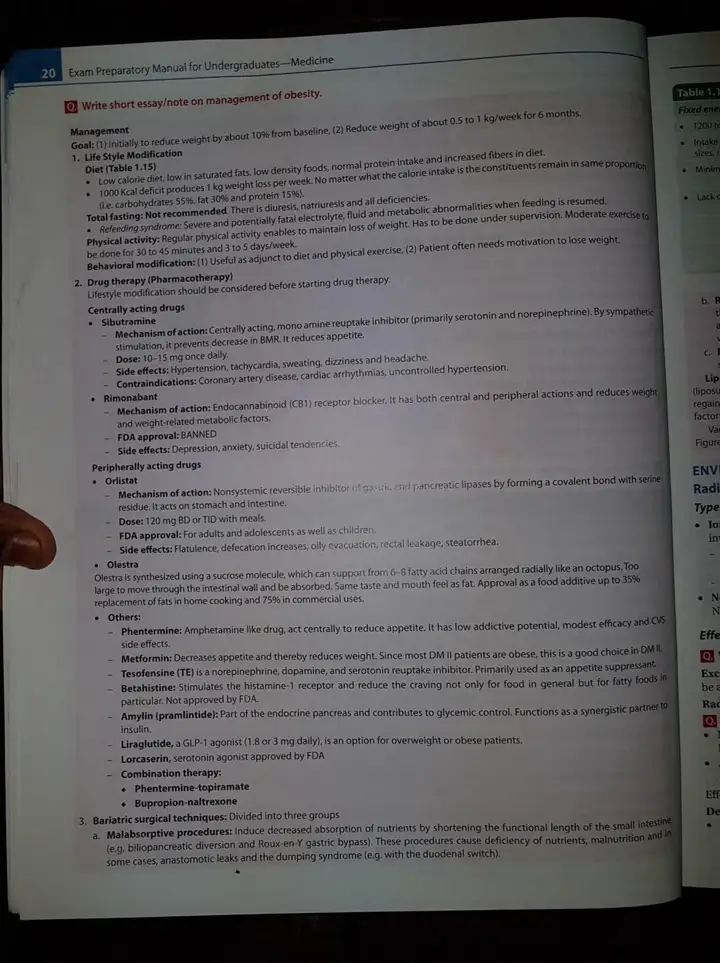 20 Exam Preparatory Manual for Undergraduates—Medicine
Q. Write short essay/note on management of obesity.
Management
Goal: (1) Initially to reduce weight by about 10% from baseline, (2) Reduce weight of about 0.5 to 1 kg/week for 6 months.
1. Life Style Modification
Diet (Table 1.15)
• Low calorie diet, low in saturated fats, low density foods, normal protein intake and increased fibers in diet.
• 1000 Kcal deficit produces 1 kg weight loss per week. No matter what the calorie intake is the constituents remain in same proportion
(i.e. carbohydrates 55%, fat 30% and protein 15%).
Total fasting: Not recommended. There is diuresis, natriuresis and all deficiencies.
• Refeeding syndrome: Severe and potentially fatal electrolyte, fluid and metabolic abnormalities when feeding is resumed.
Physical activity: Regular physical activity enables to maintain loss of weight. Has to be done under supervision. Moderate exercise to
be done for 30 to 45 minutes and 3 to 5 days/week.
Behavioral modification: (1) Useful as adjunct to diet and physical exercise, (2) Patient often needs motivation to lose weight.
2. Drug therapy (Pharmacotherapy)
Lifestyle modification should be considered before starting drug therapy.
Centrally acting drugs
• Sibutramine
– Mechanism of action: Centrally acting, mono amine reuptake inhibitor (primarily serotonin and norepinephrine). By sympathetic
stimulation, it prevents decrease in BMR. It reduces appetite.
– Dose: 10–15 mg once daily.
– Side effects: Hypertension, tachycardia, sweating, dizziness and headache.
– Contraindications: Coronary artery disease, cardiac arrhythmias, uncontrolled hypertension.
• Rimonabant
– Mechanism of action: Endocannabinoid (CB1) receptor blocker. It has both central and peripheral actions and reduces weight
and weight-related metabolic factors.
– FDA approval: BANNED
– Side effects: Depression, anxiety, suicidal tendencies.
Peripherally acting drugs
• Orlistat
– Mechanism of action: Nonsystemic reversible inhibitor of gastric and pancreatic lipases by forming a covalent bond with serine
residue. It acts on stomach and intestine.
– Dose: 120 mg BD or TID with meals.
– FDA approval: For adults and adolescents as well as children.
– Side effects: Flatulence, defecation increases, oily evacuation, rectal leakage, steatorrhea.
• Olestra
Olestra is synthesized using a sucrose molecule, which can support from 6–8 fatty acid chains arranged radially like an octopus. Too
large to move through the intestinal wall and be absorbed. Same taste and mouth feel as fat. Approval as a food additive up to 35%
replacement of fats in home cooking and 75% in commercial uses.
• Others:
– Phentermine: Amphetamine like drug, act centrally to reduce appetite. It has low addictive potential, modest efficacy and CVS
side effects.
– Metformin: Decreases appetite and thereby reduces weight. Since most DM II patients are obese, this is a good choice in DM II.
– Tesofensine (TE) is a norepinephrine, dopamine, and serotonin reuptake inhibitor. Primarily used as an appetite suppressant.
– Betahistine: Stimulates the histamine-1 receptor and reduce the craving not only for food in general but for fatty foods in
particular. Not approved by FDA.
– Amylin (pramlintide): Part of the endocrine pancreas and contributes to glycemic control. Functions as a synergistic partner to
insulin.
– Liraglutide, a GLP-1 agonist (1.8 or 3 mg daily), is an option for overweight or obese patients.
– Lorcaserin, serotonin agonist approved by FDA
– Combination therapy:
• Phentermine-topiramate
• Bupropion-naltrexone
3. Bariatric surgical techniques: Divided into three groups
a. Malabsorptive procedures: Induce decreased absorption of nutrients by shortening the functional length of the small intestine
(e.g. biliopancreatic diversion and Roux-en-Y gastric bypass). These procedures cause deficiency of nutrients, malnutrition and in
some cases, anastomotic leaks and the dumping syndrome (e.g. with the duodenal switch).
Table 1.1
Fixed ene
• 1200 to
• Intake
sizes, c
• Minim
• Lack o
b. R
c.
Lip
(liposu
regain
factor
Va
Figure
ENVI
Radi
Type
• Io
in
• N
N
Effe
Q.
Exc
be a
Rac
Q.
Eff
De